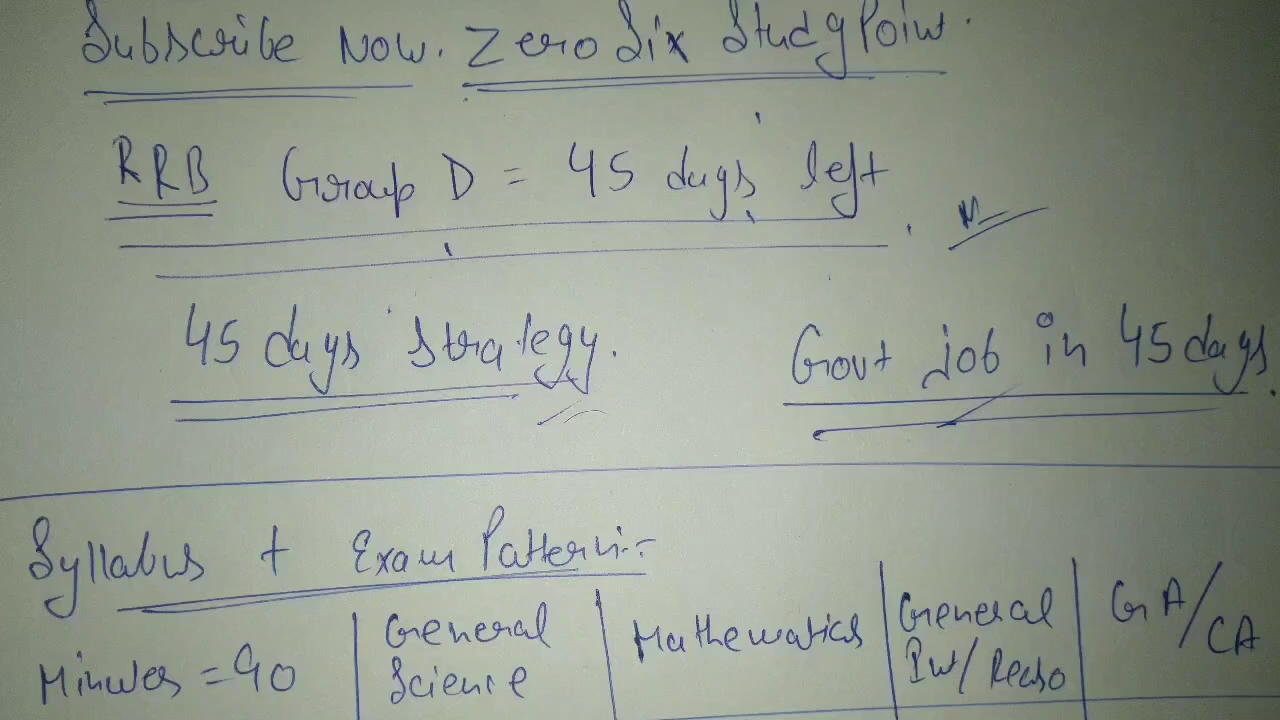 Subscribe Now. Zero Six Study Point.
RRB Group D = 45 days left
45 days strategy.
Govt job in 45 days.
Syllabus + Exam Pattern:-
Minutes = 90
General
Science
Mathematics
General
Int/Reaso
GA/
CA